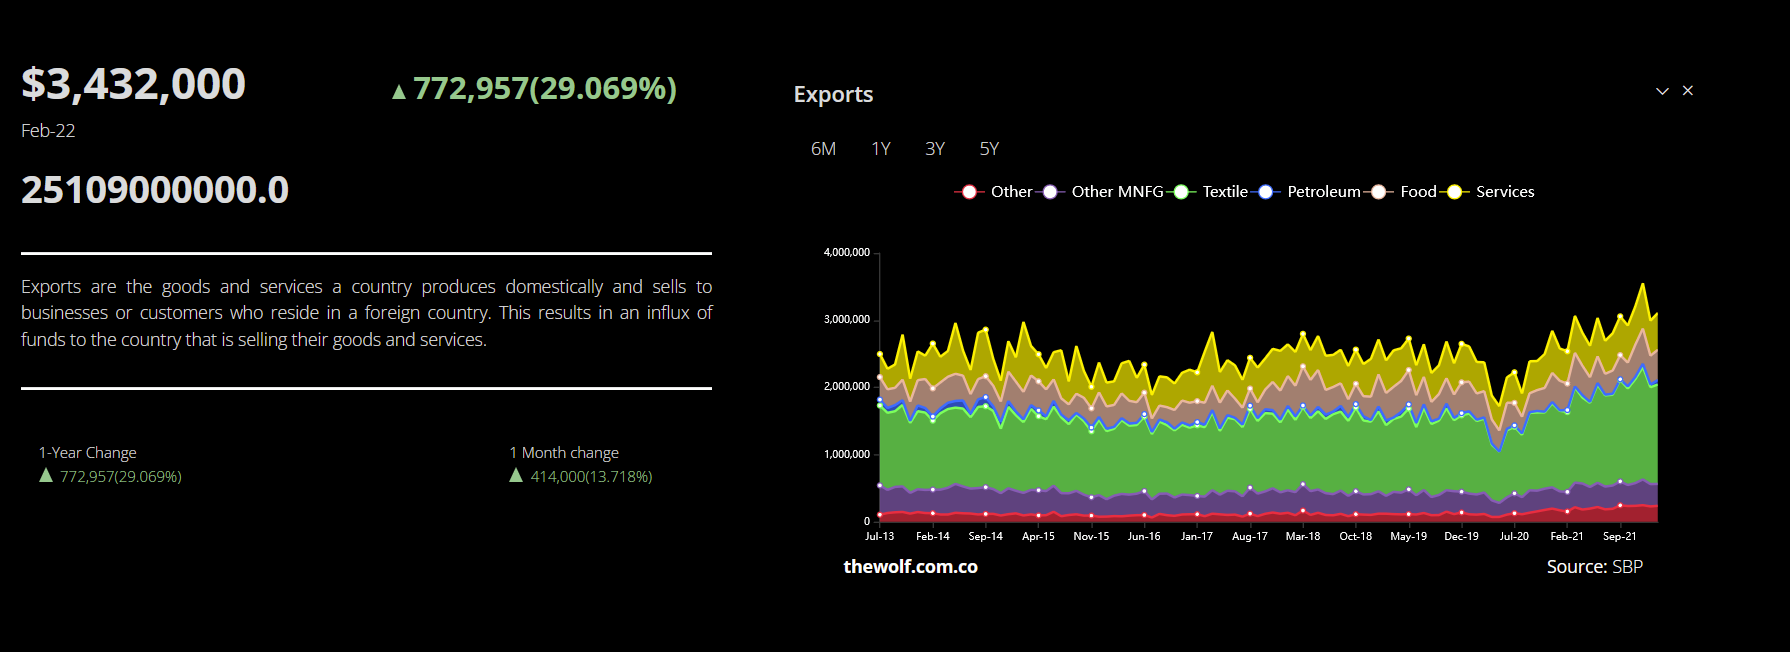 $3,432,000
▲772,957(29.069%)
Feb-22
25109000000.0
Exports are the goods and services a country produces domestically and sells to
businesses or customers who reside in a foreign country. This results in an influx of
funds to the country that is selling their goods and services.
1-Year Change
▲ 772,957(29.069%)
1 Month change
▲ 414,000(13.718%)
Exports
6M 1Y 3Y 5Y
Other Other MNFG Textile Petroleum Food Services
4,000,000
3,000,000
2,000,000
1,000,000
0
Jul-13 Feb-14 Sep-14 Apr-15 Nov-15 Jun-16 Jan-17 Aug-17 Mar-18 Oct-18 May-19 Dec-19 Jul-20 Feb-21 Sep-21
thewolf.com.co
Source: SBP